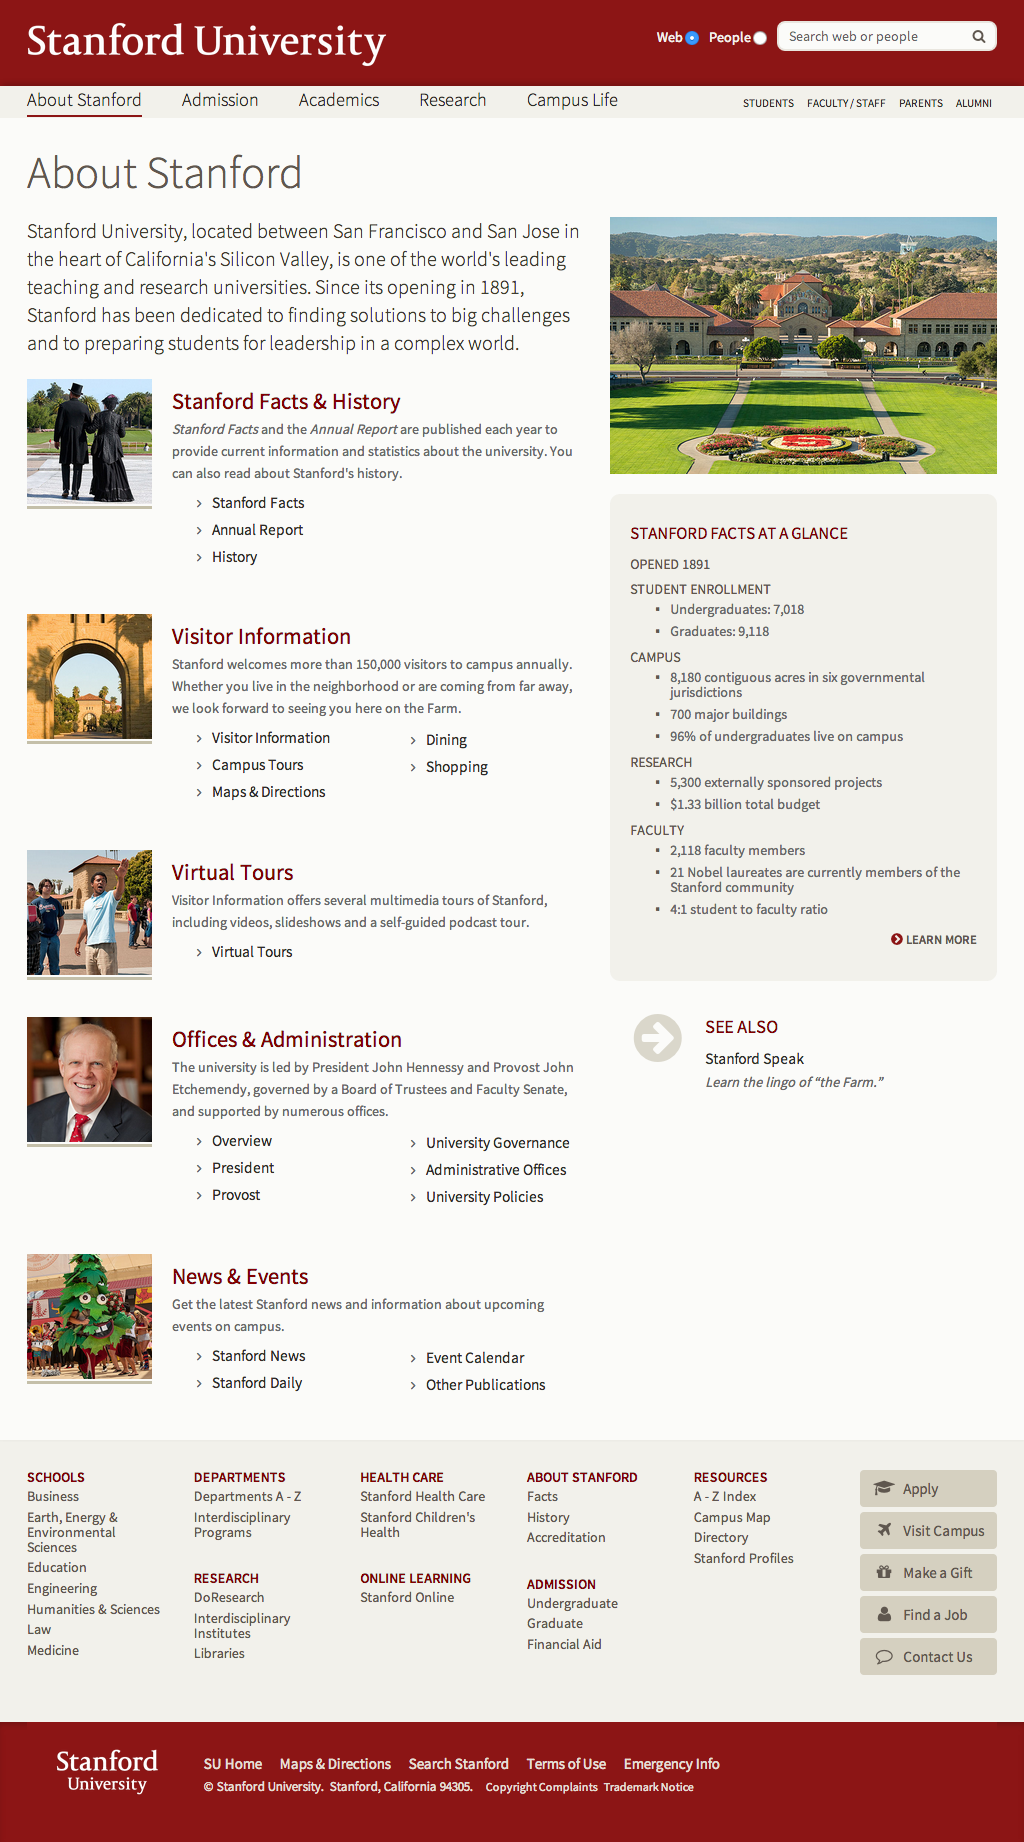 Stanford University
Web People Search web or people
About Stanford Admission Academics Research Campus Life
STUDENTS FACULTY / STAFF PARENTS ALUMNI
About Stanford
Stanford University, located between San Francisco and San Jose in
the heart of California's Silicon Valley, is one of the world's leading
teaching and research universities. Since its opening in 1891,
Stanford has been dedicated to finding solutions to big challenges
and to preparing students for leadership in a complex world.
Stanford Facts & History
Stanford Facts and the Annual Report are published each year to
provide current information and statistics about the university. You
can also read about Stanford's history.
Stanford Facts
Annual Report
History
Visitor Information
Stanford welcomes more than 150,000 visitors to campus annually.
Whether you live in the neighborhood or are coming from far away,
we look forward to seeing you here on the Farm.
Visitor Information
Campus Tours
Maps & Directions
Dining
Shopping
Virtual Tours
Visitor Information offers several multimedia tours of Stanford,
including videos, slideshows and a self-guided podcast tour.
Virtual Tours
Offices & Administration
The university is led by President John Hennessy and Provost John
Etchemendy, governed by a Board of Trustees and Faculty Senate,
and supported by numerous offices.
Overview
President
Provost
University Governance
Administrative Offices
University Policies
News & Events
Get the latest Stanford news and information about upcoming
events on campus.
Stanford News
Stanford Daily
Event Calendar
Other Publications
S
STANFORD FACTS AT A GLANCE
OPENED 1891
STUDENT ENROLLMENT
Undergraduates: 7,018
Graduates: 9,118
CAMPUS
8,180 contiguous acres in six governmental
jurisdictions
700 major buildings
96% of undergraduates live on campus
RESEARCH
5,300 externally sponsored projects
$1.33 billion total budget
FACULTY
2,118 faculty members
21 Nobel laureates are currently members of the
Stanford community
4:1 student to faculty ratio
LEARN MORE
SEE ALSO
Stanford Speak
Learn the lingo of “the Farm.”
SCHOOLS
Business
Earth, Energy &
Environmental
Sciences
Education
Engineering
Humanities & Sciences
Law
Medicine
DEPARTMENTS
Departments A - Z
Interdisciplinary
Programs
RESEARCH
DoResearch
Interdisciplinary
Institutes
Libraries
HEALTH CARE
Stanford Health Care
Stanford Children's
Health
ONLINE LEARNING
Stanford Online
ABOUT STANFORD
Facts
History
Accreditation
ADMISSION
Undergraduate
Graduate
Financial Aid
RESOURCES
A - Z Index
Campus Map
Directory
Stanford Profiles
Apply
Visit Campus
Make a Gift
Find a Job
Contact Us
Stanford
University
SU Home Maps & Directions Search Stanford Terms of Use Emergency Info
© Stanford University. Stanford, California 94305. Copyright Complaints Trademark Notice